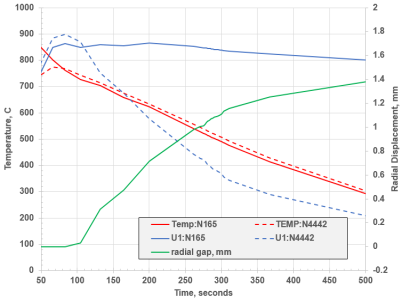 1000
900
800
700
600
500
400
300
200
100
0
Temperature, C
2
1.8
1.6
1.4
1.2
1
0.8
0.6
0.4
0.2
0
-0.2
Radial Displacement, mm
Temp:N165
TEMP:N4442
U1:N165
U1:N4442
radial gap, mm
50 100 150 200 250 300 350 400 450 500
Time, seconds